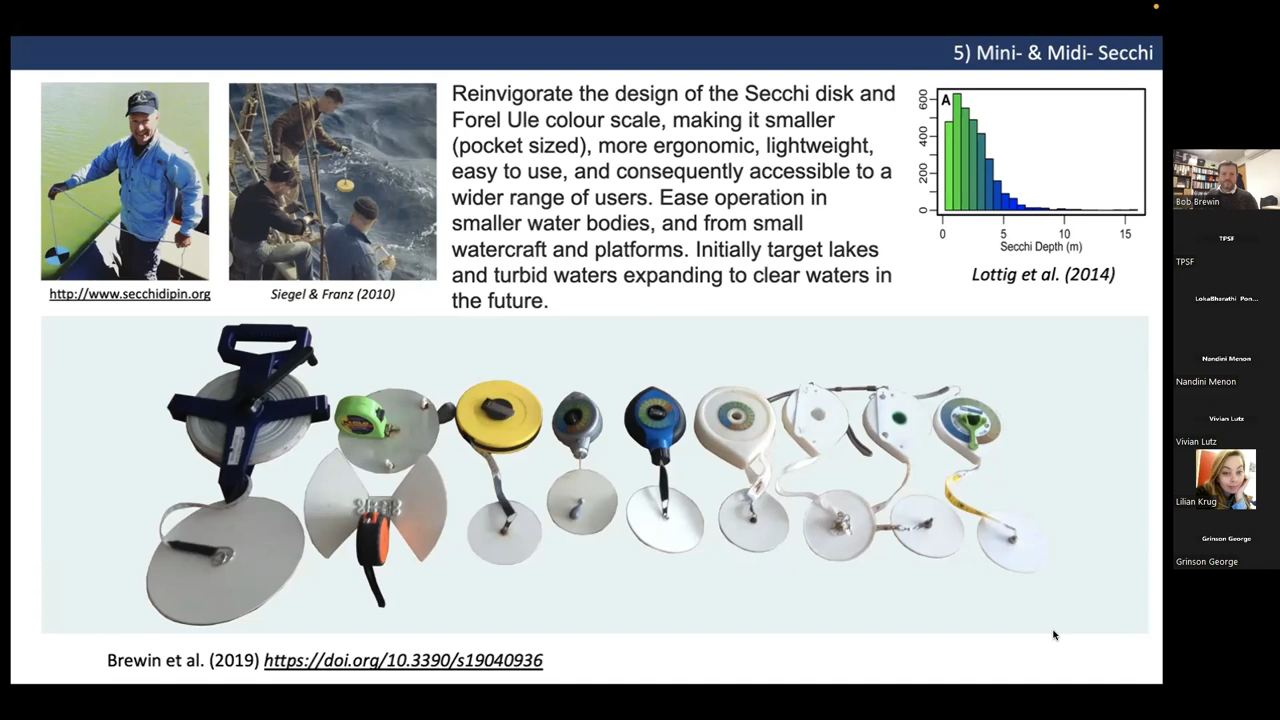 5) Mini- & Midi- Secchi
Reinvigorate the design of the Secchi disk and
Forel Ule colour scale, making it smaller
(pocket sized), more ergonomic, lightweight,
easy to use, and consequently accessible to a
wider range of users. Ease operation in
smaller water bodies, and from small
watercraft and platforms. Initially target lakes
and turbid waters expanding to clear waters in
the future.
http://www.secchidipin.org
Siegel & Franz (2010)
A
600
400
200
0
0 5 10 15
Secchi Depth (m)
Lottig et al. (2014)
Brewin et al. (2019) https://doi.org/10.3390/s19040936
Bob Brewin
TPSF
TPSF
LokaBharathi Pon...
Nandini Menon
Nandini Menon
Vivian Lutz
Vivian Lutz
Lilian Krug
Grinson George
Grinson George